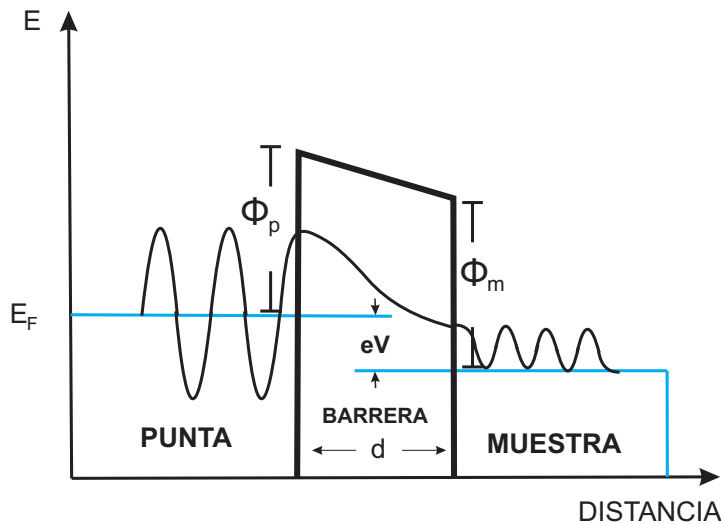 E
Φp
Φm
EF
eV
BARRERA
PUNTA
d
MUESTRA
DISTANCIA